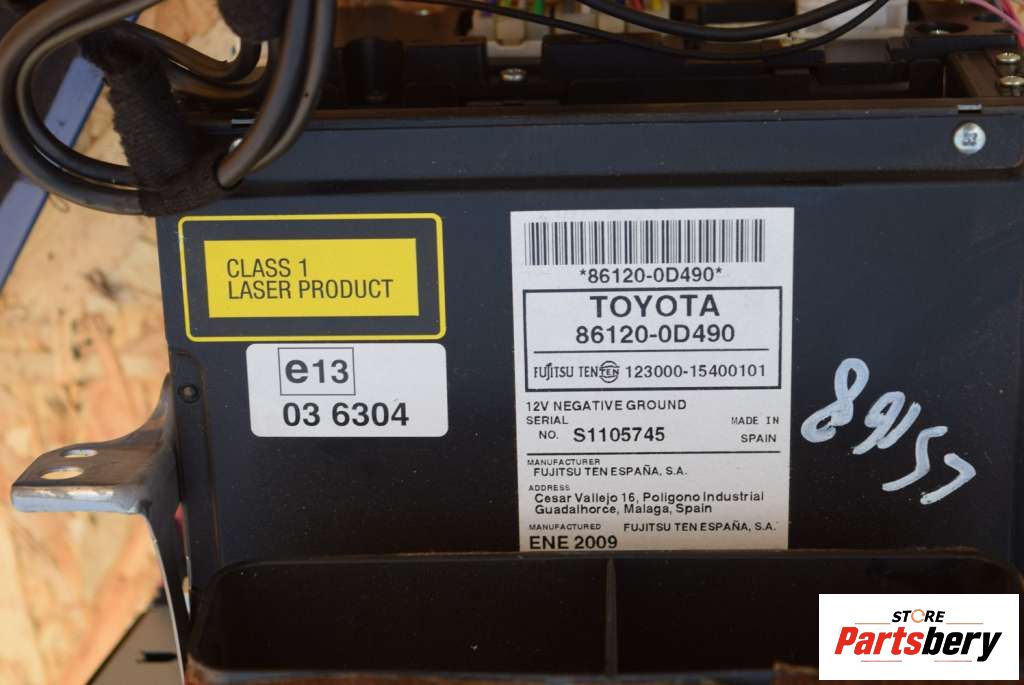 53
CLASS 1
LASER PRODUCT
e13
03 6304
*86120-0D490*
TOYOTA
86120-0D490
FUJITSU TEN TEN 123000-15400101
12V NEGATIVE GROUND
SERIAL
NO. S1105745
MADE IN
SPAIN
MANUFACTURER
FUJITSU TEN ESPAÑA, S.A.
ADDRESS
Cesar Vallejo 16, Poligono Industrial
Guadalhorce, Malaga, Spain
MANUFACTURED FUJITSU TEN ESPAÑA, S.A.
ENE 2009
STORE
Partsbery